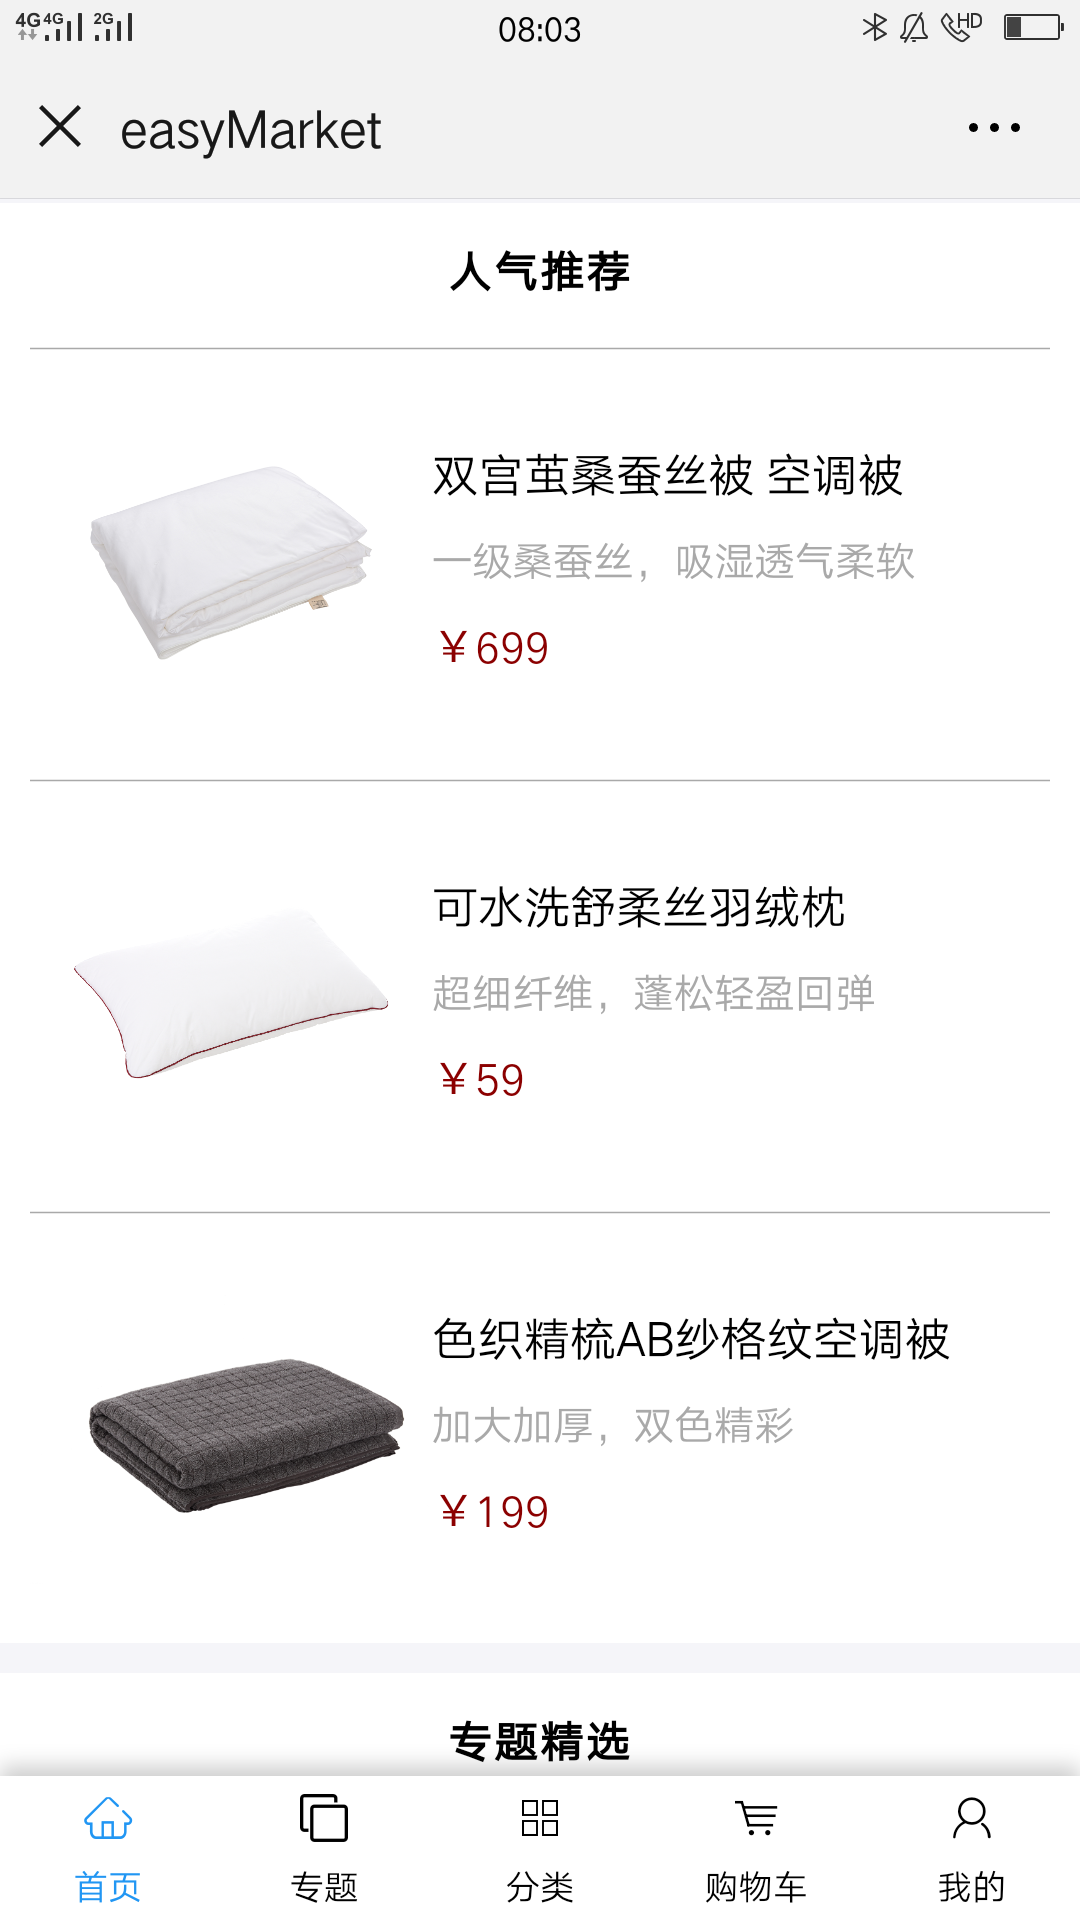 4G 4G 2G 08:03 HD
easyMarket
人气推荐
双宫茧桑蚕丝被 空调被
一级桑蚕丝，吸湿透气柔软
￥699
可水洗舒柔丝羽绒枕
超细纤维，蓬松轻盈回弹
￥59
色织精梳AB纱格纹空调被
加大加厚，双色精彩
￥199
专题精选
首页 专题 分类 购物车 我的